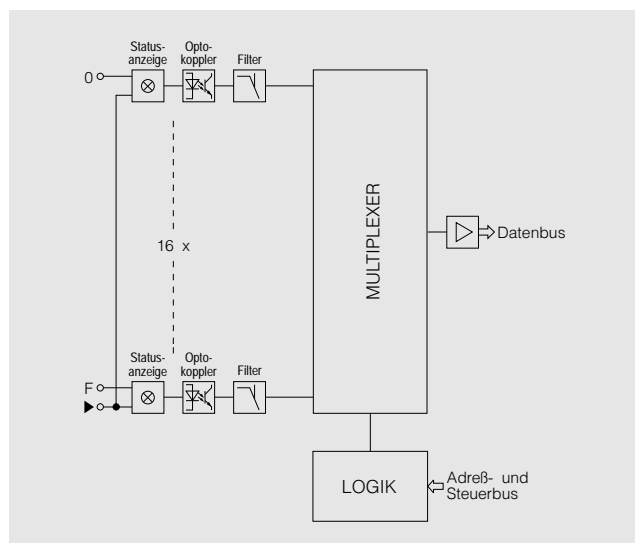 Status-
anzeige
Opto-
koppler
Filter
0
MULTIPLEXER
Datenbus
16 x
Status-
anzeige
Opto-
koppler
Filter
F
LOGIK
Adreß- und
Steuerbus